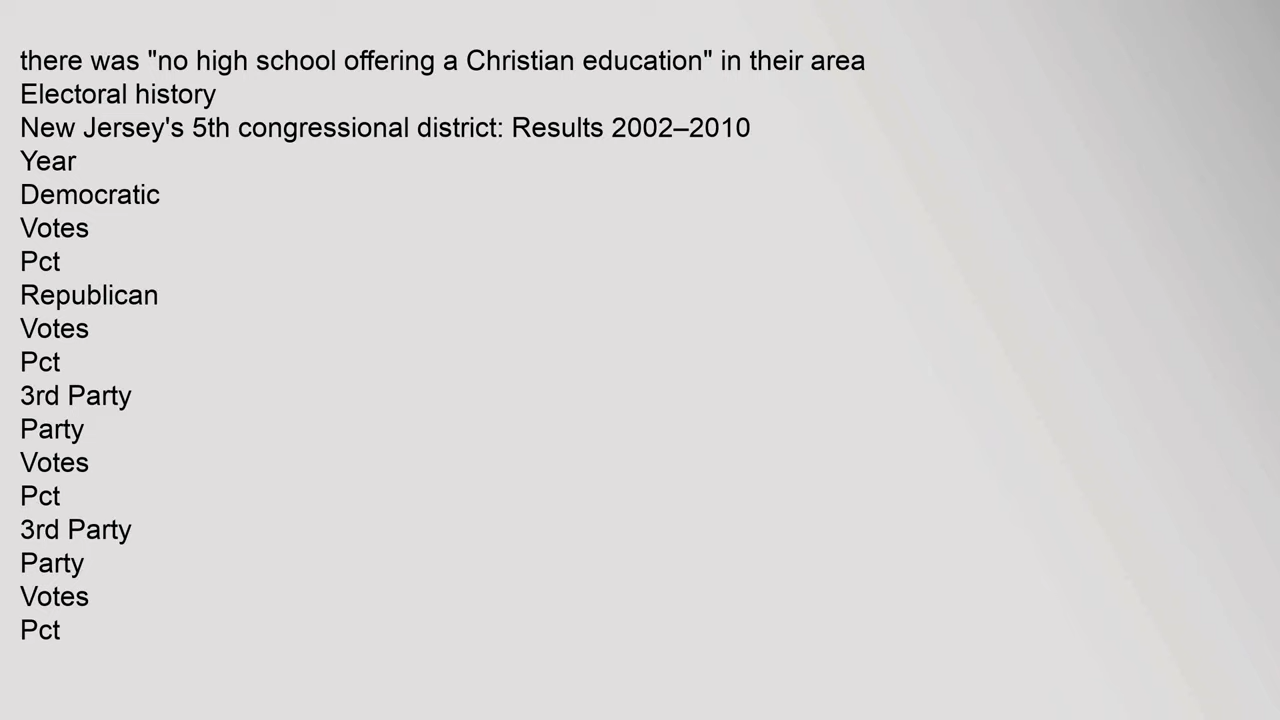 there was "no high school offering a Christian education" in their area
Electoral history
New Jersey's 5th congressional district: Results 2002–2010
Year
Democratic
Votes
Pct
Republican
Votes
Pct
3rd Party
Party
Votes
Pct
3rd Party
Party
Votes
Pct